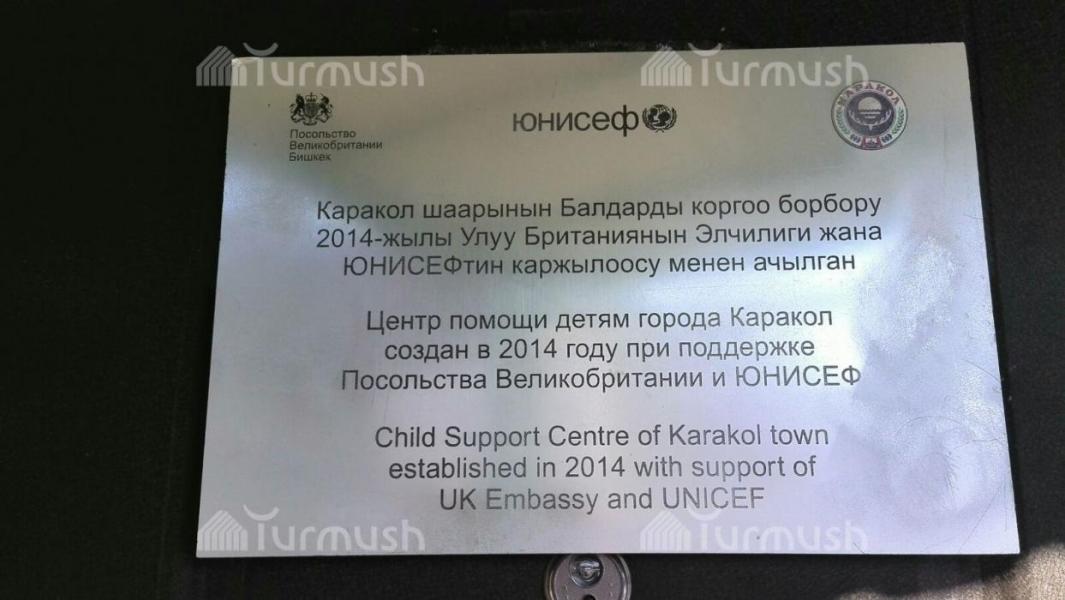 Turmush Turmush
Посольство
Великобритании
Бишкек
юнисеф
КАРАКОЛ
Каракол шаарынын Балдарды коргоо борбору
2014-жылы Улуу Британиянын Элчилиги жана
ЮНИСЕФтин каржылоосу менен ачылган
Центр помощи детям города Каракол
создан в 2014 году при поддержке
Посольства Великобритании и ЮНИСЕФ
Child Support Centre of Karakol town
established in 2014 with support of
UK Embassy and UNICEF
Turmush Turmush